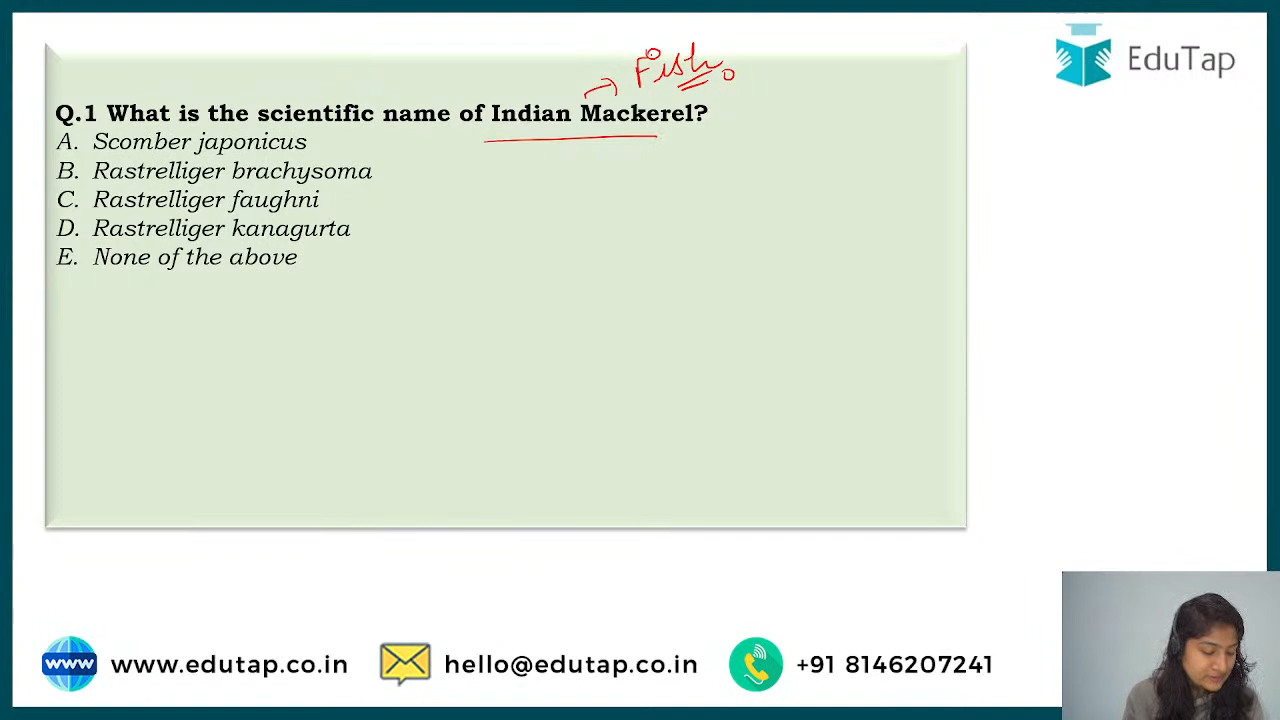 Fish
EduTap
Q.1 What is the scientific name of Indian Mackerel?
A. Scomber japonicus
B. Rastrelliger brachysoma
C. Rastrelliger faughni
D. Rastrelliger kanagurta
E. None of the above
www www.edutap.co.in hello@edutap.co.in +91 8146207241